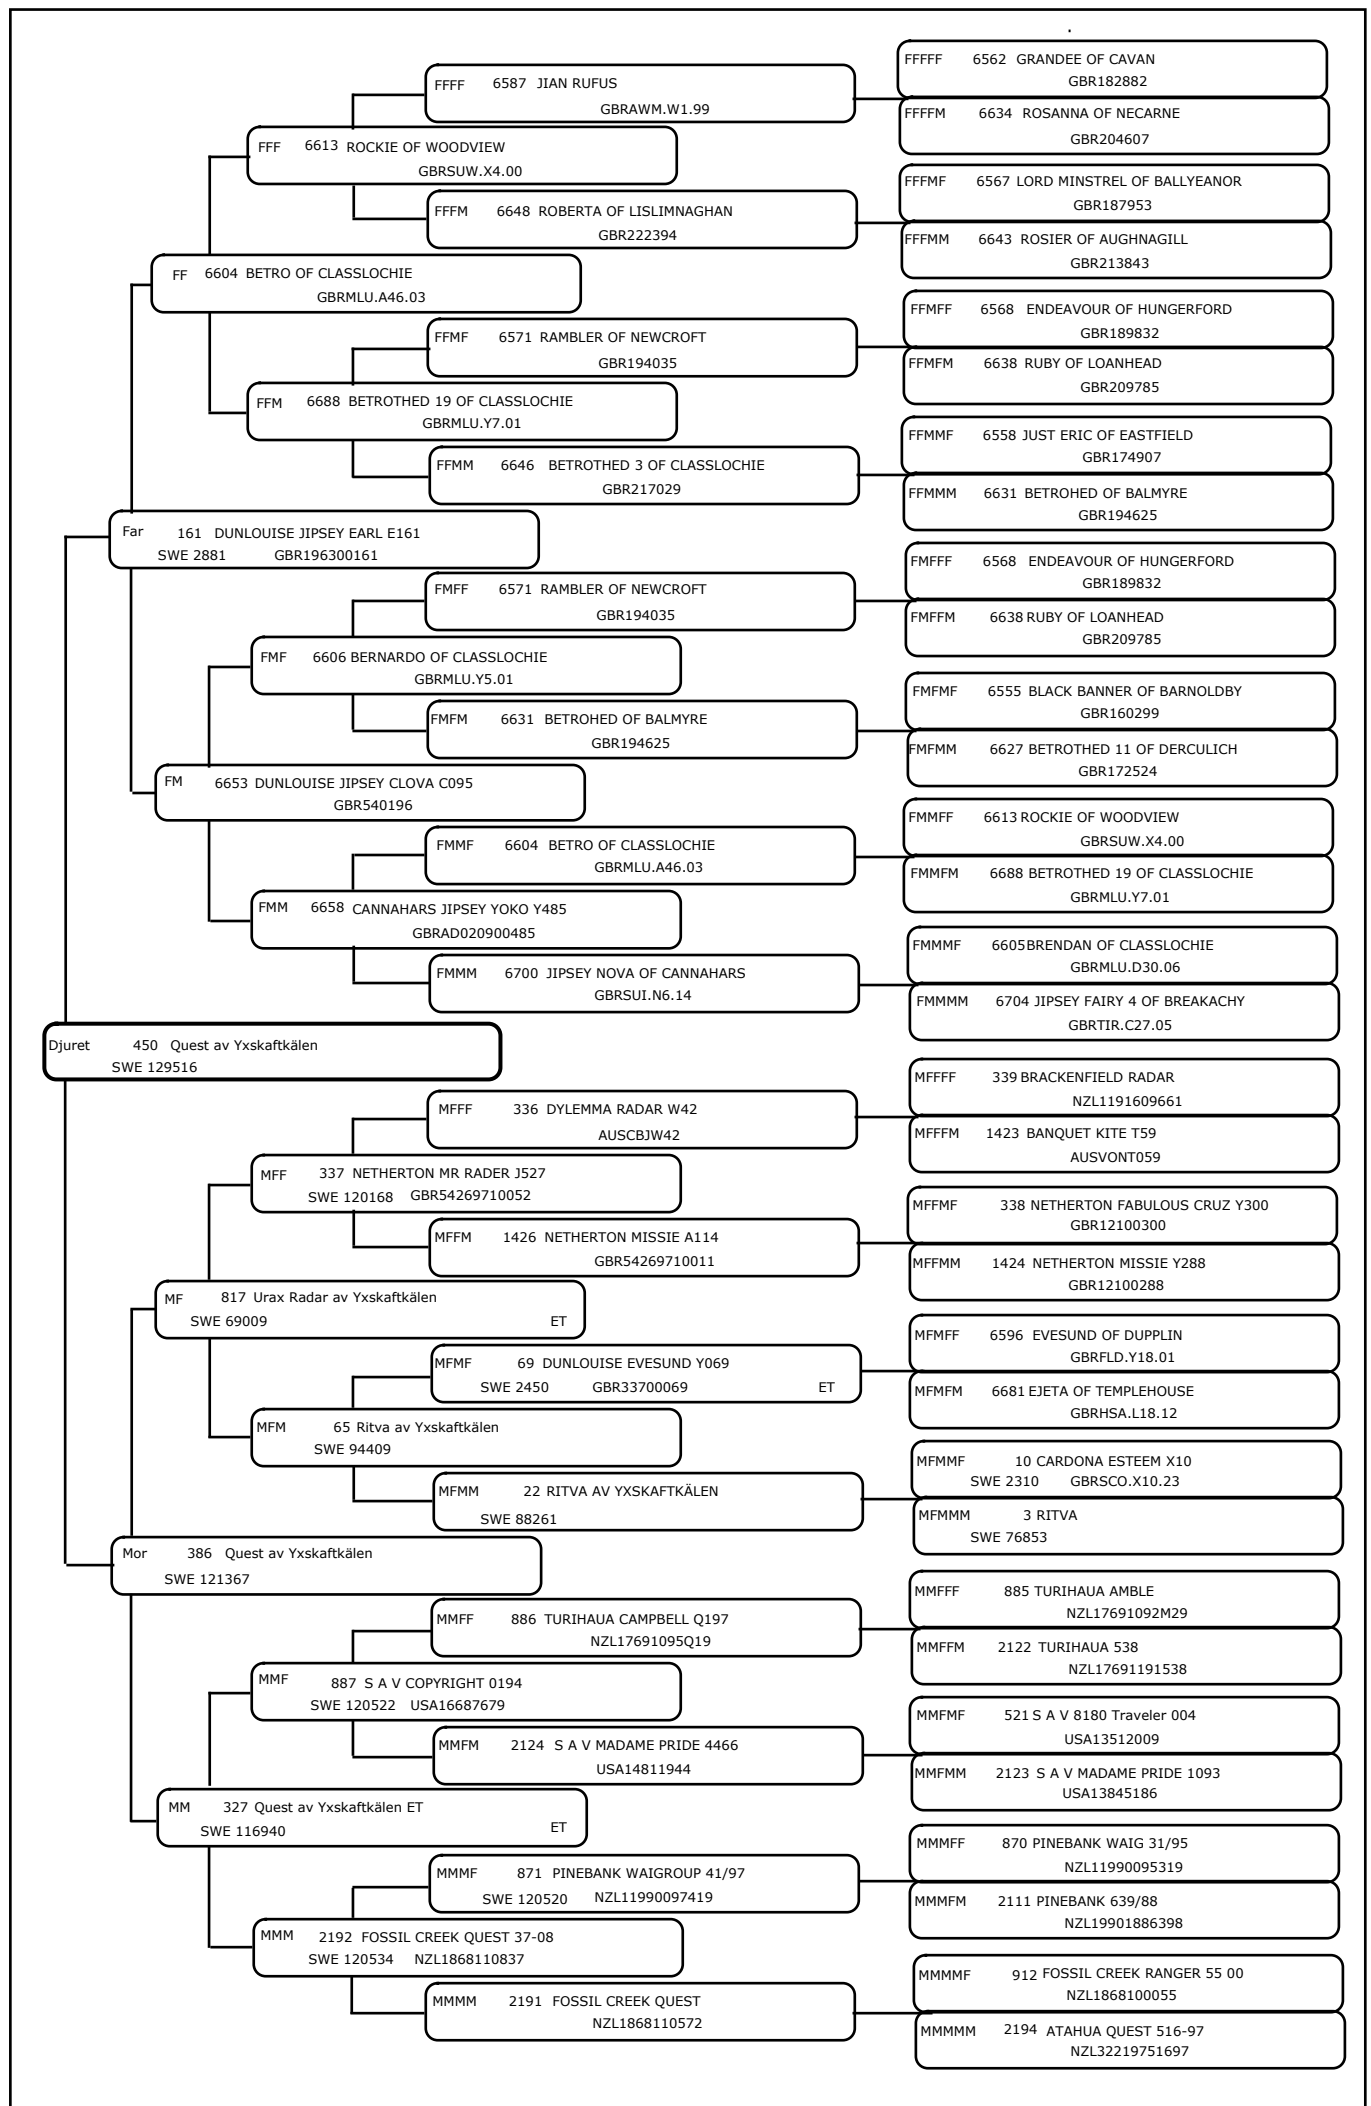 FFFFF 6562 GRANDEE OF CAVAN
GBR182882
FFFF 6587 JIAN RUFUS
GBRAWM.W1.99
FFFFM 6634 ROSANNA OF NECARNE
GBR204607
FFF 6613 ROCKIE OF WOODVIEW
GBRSUW.X4.00
FFFMF 6567 LORD MINSTREL OF BALLYEANOR
GBR187953
FFFM 6648 ROBERTA OF LISLIMNAGHAN
GBR222394
FFFMM 6643 ROSIER OF AUGHNAGILL
GBR213843
FF 6604 BETRO OF CLASSLOCHIE
GBRMLU.A46.03
FFMFF 6568 ENDEAVOUR OF HUNGERFORD
GBR189832
FFMF 6571 RAMBLER OF NEWCROFT
GBR194035
FFMFM 6638 RUBY OF LOANHEAD
GBR209785
FFM 6688 BETROTHED 19 OF CLASSLOCHIE
GBRMLU.Y7.01
FFMMF 6558 JUST ERIC OF EASTFIELD
GBR174907
FFMM 6646 BETROTHED 3 OF CLASSLOCHIE
GBR217029
FFMMM 6631 BETROHED OF BALMYRE
GBR194625
Far 161 DUNLOUISE JIPSEY EARL E161
SWE 2881 GBR196300161
FMFFF 6568 ENDEAVOUR OF HUNGERFORD
GBR189832
FMFF 6571 RAMBLER OF NEWCROFT
GBR194035
FMFFM 6638 RUBY OF LOANHEAD
GBR209785
FMF 6606 BERNARDO OF CLASSLOCHIE
GBRMLU.Y5.01
FMFMF 6555 BLACK BANNER OF BARNOLDBY
GBR160299
FMFM 6631 BETROHED OF BALMYRE
GBR194625
FMFMM 6627 BETROTHED 11 OF DERCULICH
GBR172524
FM 6653 DUNLOUISE JIPSEY CLOVA C095
GBR540196
FMMFF 6613 ROCKIE OF WOODVIEW
GBRSUW.X4.00
FMMF 6604 BETRO OF CLASSLOCHIE
GBRMLU.A46.03
FMMFM 6688 BETROTHED 19 OF CLASSLOCHIE
GBRMLU.Y7.01
FMM 6658 CANNAHARS JIPSEY YOKO Y485
GBRAD020900485
FMMMF 6605 BRENDAN OF CLASSLOCHIE
GBRMLU.D30.06
FMMM 6700 JIPSEY NOVA OF CANNAHARS
GBRSUI.N6.14
FMMMM 6704 JIPSEY FAIRY 4 OF BREAKACHY
GBRTIR.C27.05
Djuret 450 Quest av Yxskaftkälen
SWE 129516
MFFFF 339 BRACKENFIELD RADAR
NZL1191609661
MFFF 336 DYLEMMA RADAR W42
AUSCBJW42
MFFFM 1423 BANQUET KITE T59
AUSVONT059
MFF 337 NETHERTON MR RADER J527
SWE 120168 GBR54269710052
MFFMF 338 NETHERTON FABULOUS CRUZ Y300
GBR12100300
MFFM 1426 NETHERTON MISSIE A114
GBR54269710011
MFFMM 1424 NETHERTON MISSIE Y288
GBR12100288
MF 817 Urax Radar av Yxskaftkälen
SWE 69009 ET
MFMFF 6596 EVESUND OF DUPPLIN
GBRFLD.Y18.01
MFMF 69 DUNLOUISE EVESUND Y069
SWE 2450 GBR33700069 ET
MFMFM 6681 EJETA OF TEMPLEHOUSE
GBRHSA.L18.12
MFM 65 Ritva av Yxskaftkälen
SWE 94409
MFMMF 10 CARDONA ESTEEM X10
SWE 2310 GBRSCO.X10.23
MFMM 22 RITVA AV YXSKAFTKÄLEN
SWE 88261
MFMMM 3 RITVA
SWE 76853
Mor 386 Quest av Yxskaftkälen
SWE 121367
MMFFF 885 TURIHAUA AMBLE
NZL17691092M29
MMFF 886 TURIHAUA CAMPBELL Q197
NZL17691095Q19
MMFFM 2122 TURIHAUA 538
NZL17691191538
MMF 887 S A V COPYRIGHT 0194
SWE 120522 USA16687679
MMFMF 521 S A V 8180 Traveler 004
USA13512009
MMFM 2124 S A V MADAME PRIDE 4466
USA14811944
MMFMM 2123 S A V MADAME PRIDE 1093
USA13845186
MM 327 Quest av Yxskaftkälen ET
SWE 116940 ET
MMMFF 870 PINEBANK WAIG 31/95
NZL11990095319
MMMF 871 PINEBANK WAIGROUP 41/97
SWE 120520 NZL11990097419
MMMFM 2111 PINEBANK 639/88
NZL19901886398
MMM 2192 FOSSIL CREEK QUEST 37-08
SWE 120534 NZL1868110837
MMMMF 912 FOSSIL CREEK RANGER 55 00
NZL1868100055
MMMM 2191 FOSSIL CREEK QUEST
NZL1868110572
MMMMM 2194 ATAHUA QUEST 516-97
NZL32219751697